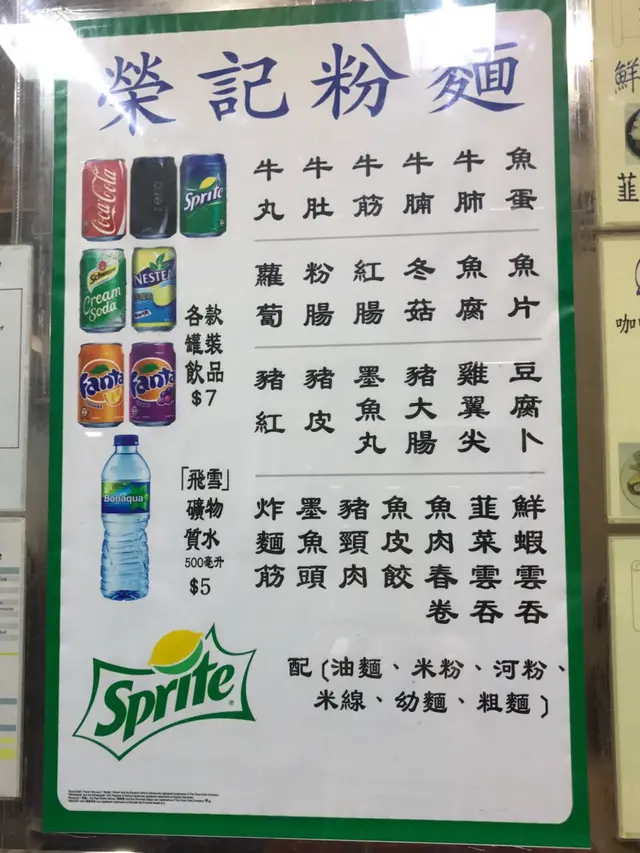 榮記粉麵
Coca-Cola
zero
Sprite
Cream Soda
NESTEA
Fanta
Fanta
各款
罐裝
飲品
$7
Bonaqua
「飛雪」
礦物
質水
500毫升
$5
Sprite
牛丸
牛肚
牛筋
牛腩
牛肺
魚蛋
蘿蔔
粉腸
紅腸
冬菇
魚腐
魚片
豬紅
豬皮
墨魚丸
豬大腸
雞翼尖
豆腐卜
炸麵筋
墨魚頭
豬頸肉
魚皮餃
魚肉春卷
韮菜雲吞
鮮蝦雲吞
配(油麵、米粉、河粉、
米線、幼麵、粗麵)
鮮
韮
咖